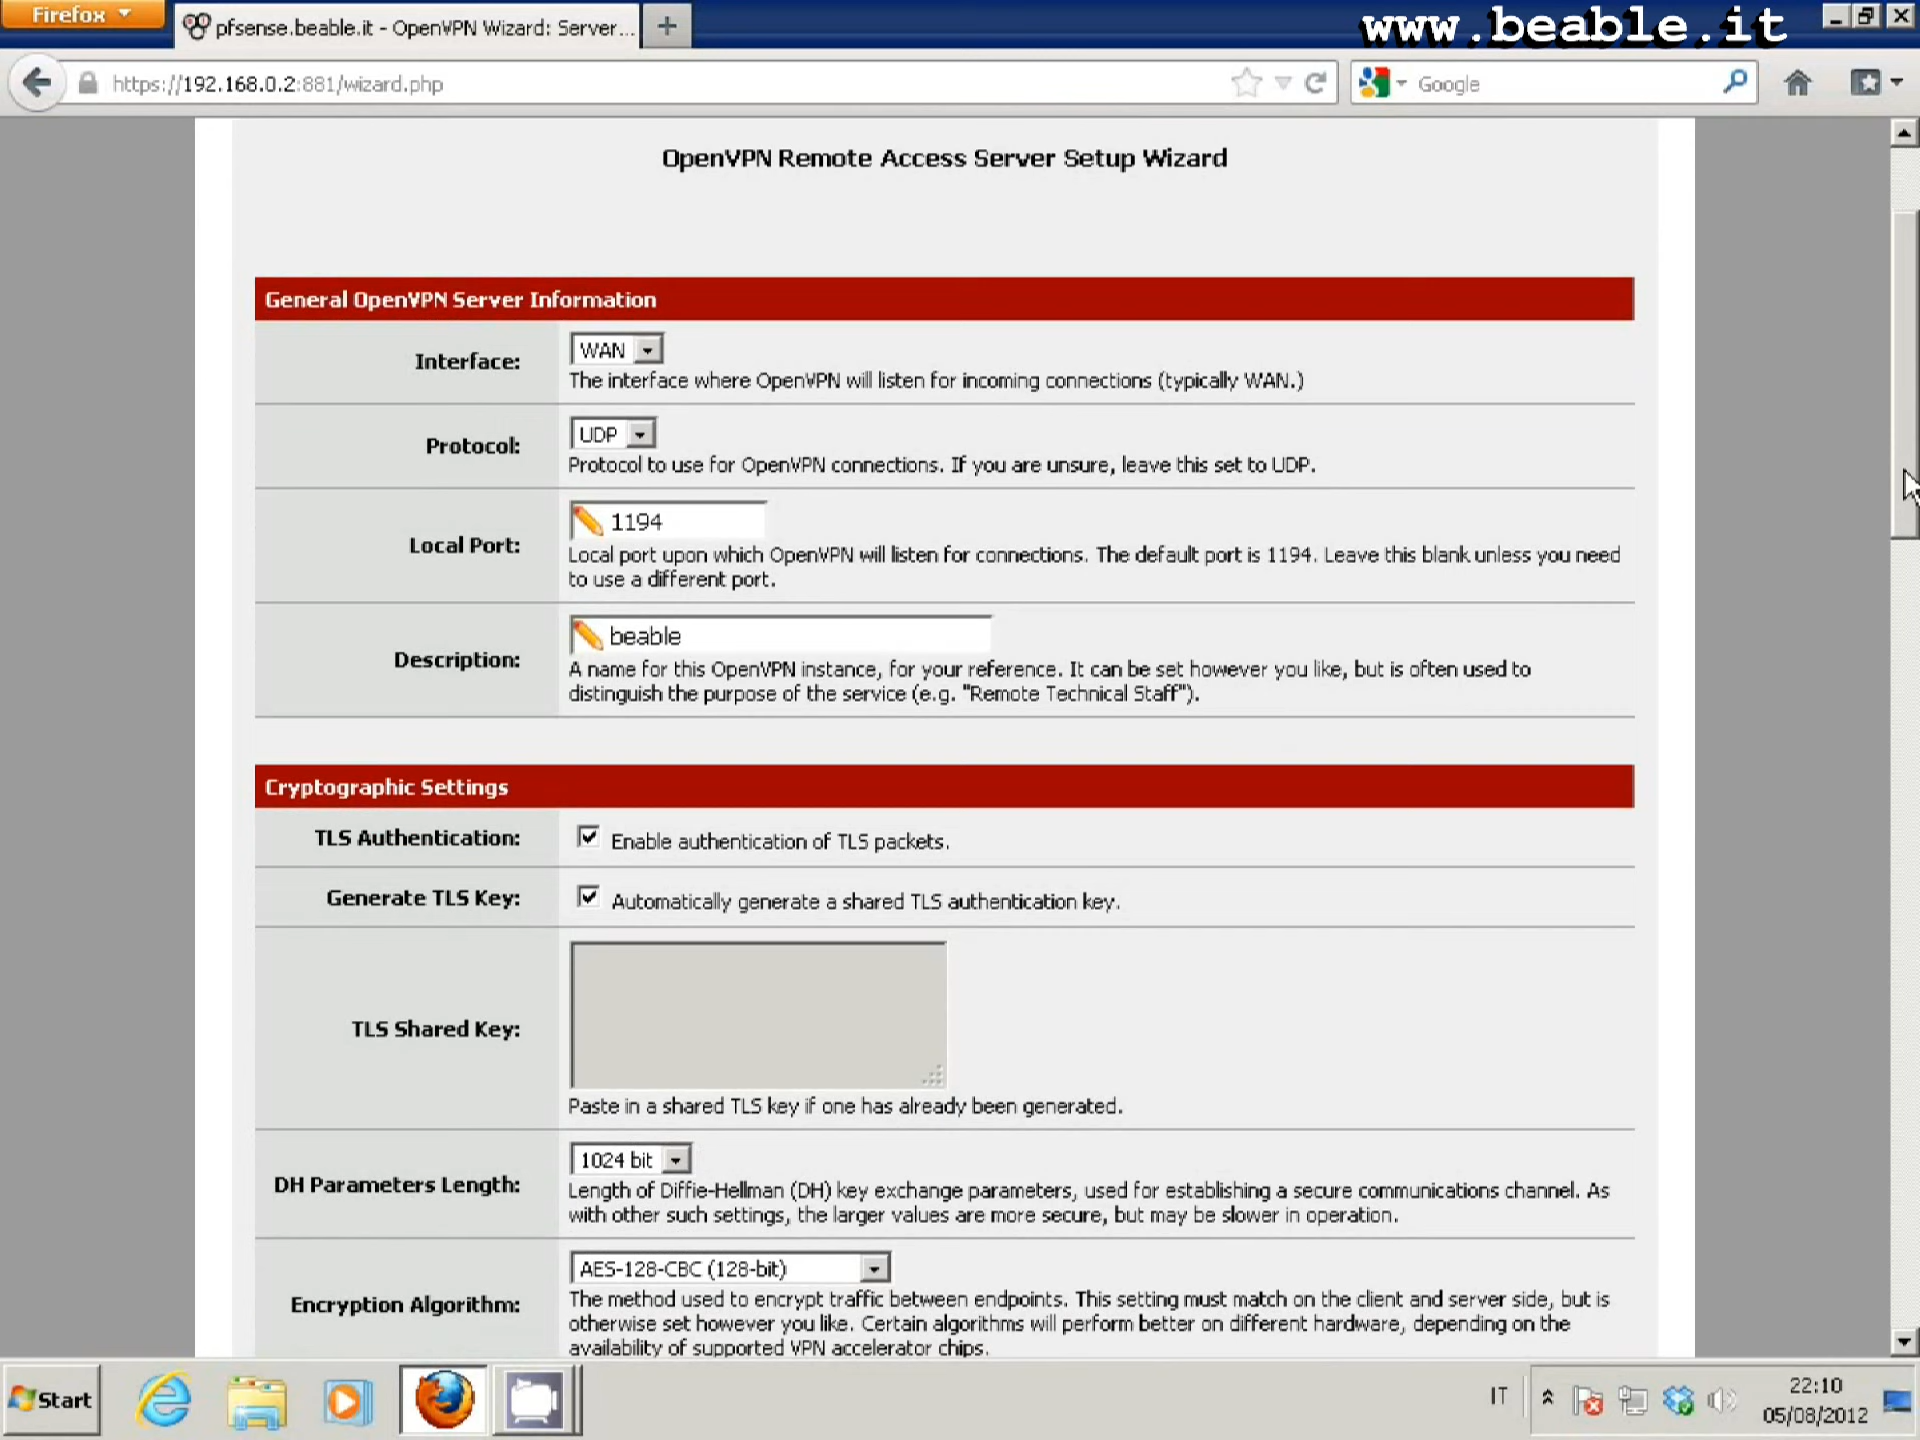 Firefox
pfsense.beable.it - OpenVPN Wizard: Server...
www.beable.it
https://192.168.0.2:881/wizard.php
Google
OpenVPN Remote Access Server Setup Wizard
General OpenVPN Server Information
Interface:
WAN
The interface where OpenVPN will listen for incoming connections (typically WAN.)
Protocol:
UDP
Protocol to use for OpenVPN connections. If you are unsure, leave this set to UDP.
Local Port:
1194
Local port upon which OpenVPN will listen for connections. The default port is 1194. Leave this blank unless you need
to use a different port.
Description:
beable
A name for this OpenVPN instance, for your reference. It can be set however you like, but is often used to
distinguish the purpose of the service (e.g. "Remote Technical Staff").
Cryptographic Settings
TLS Authentication:
Enable authentication of TLS packets.
Generate TLS Key:
Automatically generate a shared TLS authentication key.
TLS Shared Key:
Paste in a shared TLS key if one has already been generated.
DH Parameters Length:
1024 bit
Length of Diffie-Hellman (DH) key exchange parameters, used for establishing a secure communications channel. As
with other such settings, the larger values are more secure, but may be slower in operation.
Encryption Algorithm:
AES-128-CBC (128-bit)
The method used to encrypt traffic between endpoints. This setting must match on the client and server side, but is
otherwise set however you like. Certain algorithms will perform better on different hardware, depending on the
availability of supported VPN accelerator chips.
Start
IT
22:10
05/08/2012